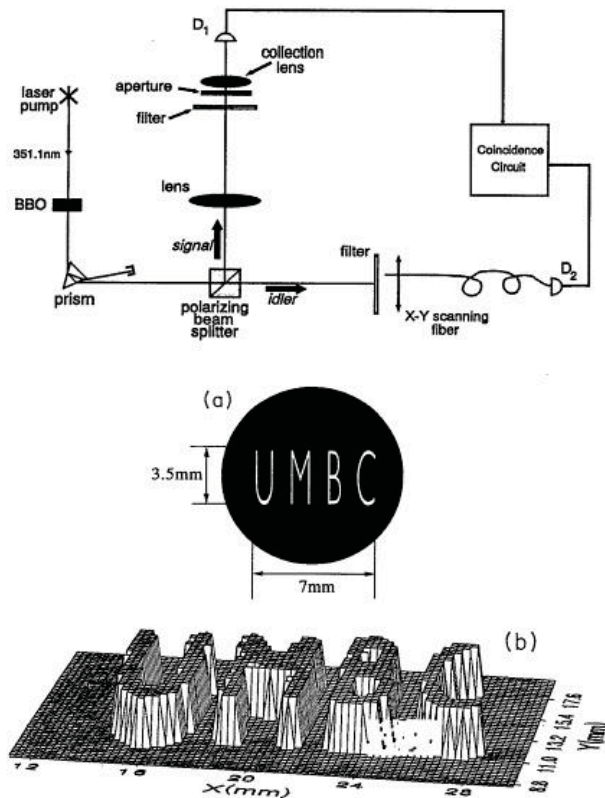 D1
collection
lens
aperture
filter
laser
pump
351.1nm
BBO
lens
signal
prism
polarizing
beam
splitter
idler
filter
X-Y scanning
fiber
D2
Coincidence
Circuit
(a)
3.5mm
UMBC
7mm
(b)
12 16 20 24 28
X(mm)
8.8 11.0 13.2 15.4 17.6
Y(mm)